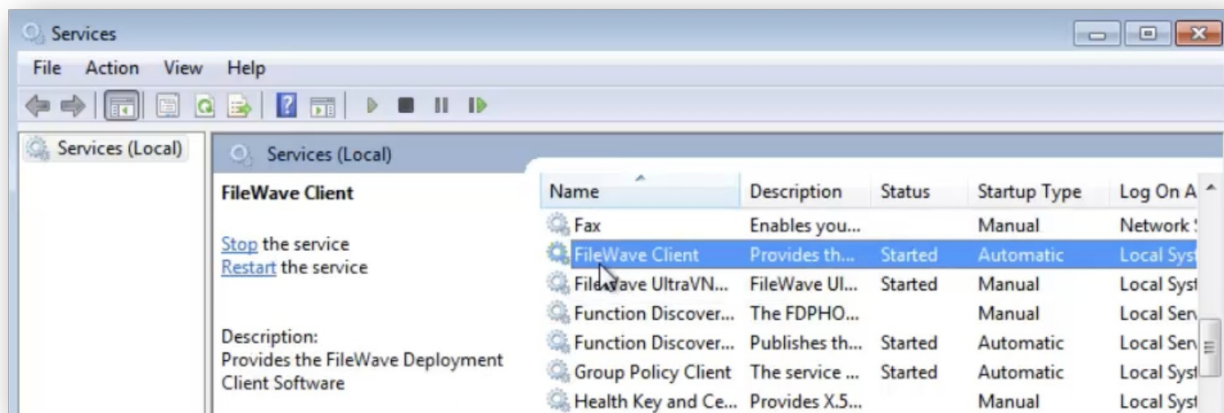 Services
File Action View Help
Services (Local)
Services (Local)
FileWave Client
Stop the service
Restart the service
Description:
Provides the FileWave Deployment
Client Software
Name Description Status Startup Type Log On A
Fax Enables you... Manual Network
FileWave Client Provides th... Started Automatic Local Syst
FileWave UltraVN... FileWave Ul... Started Manual Local Syst
Function Discover... The FDPHO... Manual Local Serv
Function Discover... Publishes th... Started Automatic Local Serv
Group Policy Client The service ... Started Automatic Local Syst
Health Key and Ce... Provides X.5... Manual Local Syst